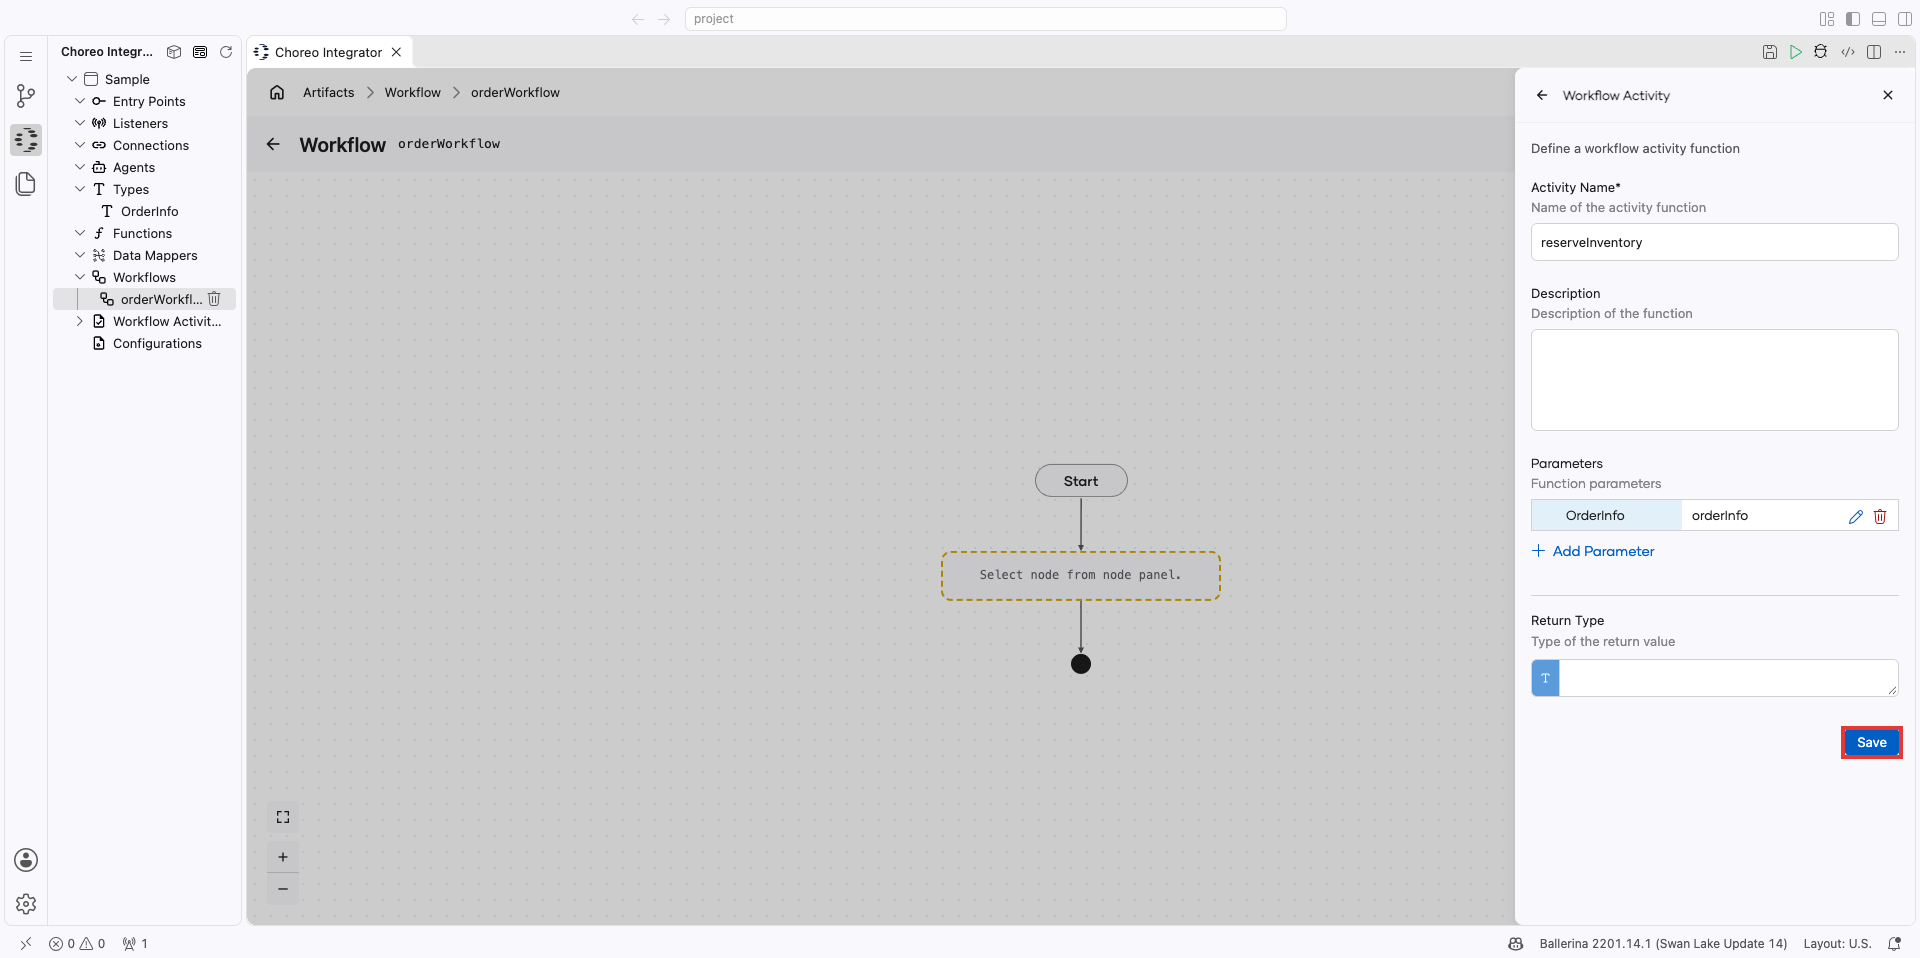 project
Choreo Integr...
Sample
Entry Points
Listeners
Connections
Agents
Types
OrderInfo
Functions
Data Mappers
Workflows
orderWorkfl...
Workflow Activit...
Configurations
Choreo Integrator
Artifacts > Workflow > orderWorkflow
Workflow orderWorkflow
Start
Select node from node panel.
Workflow Activity
Define a workflow activity function
Activity Name*
Name of the activity function
reserveInventory
Description
Description of the function
Parameters
Function parameters
OrderInfo orderInfo
Add Parameter
Return Type
Type of the return value
T
Save
0 0 1
Ballerina 2201.14.1 (Swan Lake Update 14) Layout: U.S.